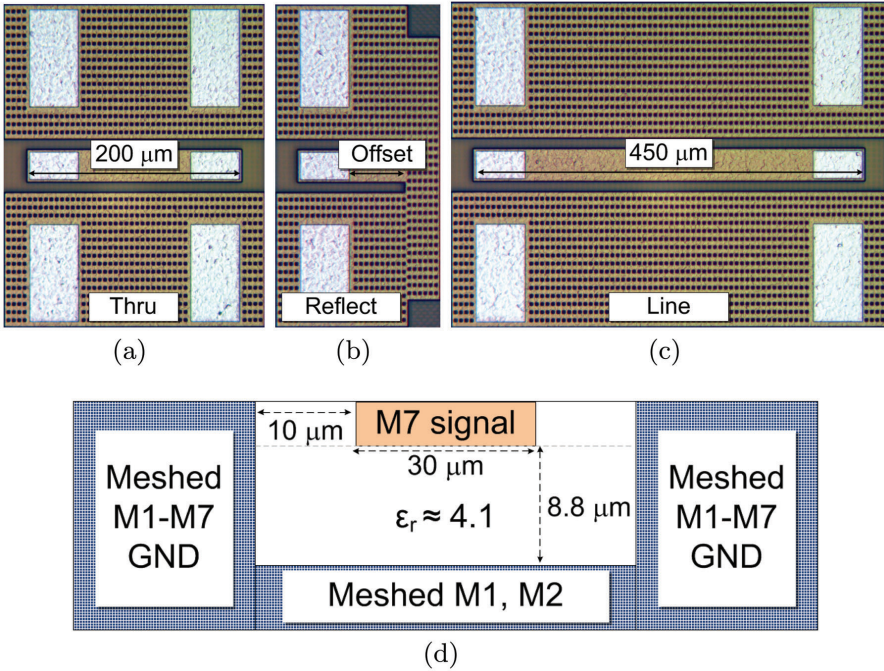 200 μm
Thru
(a)
Offset
Reflect
(b)
450 μm
Line
(c)
Meshed
M1-M7
GND
10 μm
M7 signal
30 μm
εr ≈ 4.1
8.8 μm
Meshed M1, M2
Meshed
M1-M7
GND
(d)